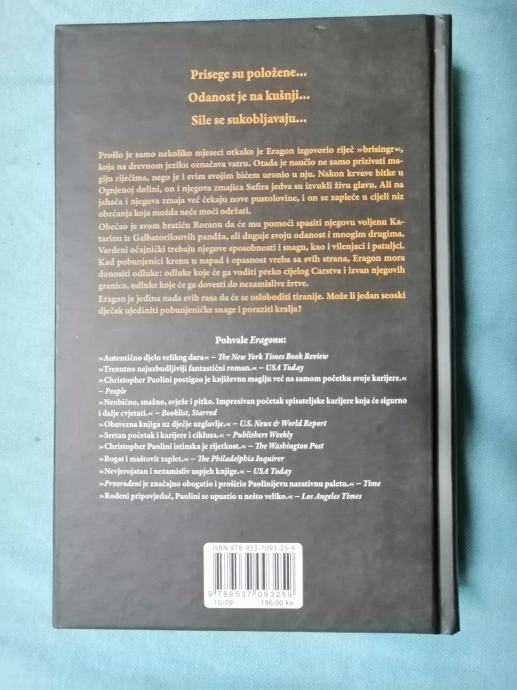 Prisege su položene...
Odanost je na kušnji...
Sile se sukobljavaju...
Prošlo je samo nekoliko mjeseci otkako je Eragon izgovorio riječ »brisingr«,
koja na drevnom jeziku označava vatru. Otada je naučio ne samo prizivati ma-
giju riječima, nego je i svim svojim bićem uronio u nju. Nakon krvave bitke u
Ognjenoj dolini, on i njegova zmajica Safira jedva su izvukli živu glavu. Ali na
jahača i njegova zmaja već čekaju nove pustolovine, i on se zapleće u cijeli niz
obećanja koja možda neće moći održati.
Obećao je svom bratiću Roranu da će mu pomoći spasiti njegovu voljenu Ka-
tarinu iz Galbatoriksovih pandža, ali duguje svoju odanost i mnogim drugima.
Vardeni očajnički trebaju njegove sposobnosti i snagu, kao i vilenjaci i patuljci.
Kad pobunjenici krenu u napad i opasnost vreba sa svih strana, Eragon mora
donositi odluke: odluke koje će ga voditi preko cijelog Carstva i izvan njegovih
granica, odluke koje će ga dovesti do nezamislive žrtve.
Eragon je jedina nada svih rasa da će se osloboditi tiranije. Može li jedan seoski
dječak ujediniti pobunjeničke snage i poraziti kralja?
Pohvale Eragonu:
»Autentično djelo velikog dara« – The New York Times Book Review
»Trenutno najuzbudljiviji fantastični roman.« – USA Today
»Christopher Paolini postigao je književnu magiju već na samom početku svoje karijere.« –
People
»Neobično, snažno, svježe i pitko. Impresivan početak spisateljske karijere koja će sigurno
i dalje cvjetati.« – Booklist, Starred
»Obavezna knjiga uz dječje uzglavlje.« – U.S. News & World Report
»Sretan početak i karijere i ciklusa.« – Publishers Weekly
»Christopher Paolini istinska je rijetkost.« – The Washington Post
»Bogat i maštovit zaplet.« – The Philadelphia Inquirer
»Nevjerojatan i nezamisliv uspjeh knjige.« – USA Today
»Prvorođeni je značajno obogatio i proširio Paolinijevu narativnu paletu.« – Time
»Rođeni pripovjedač, Paolini se upustio u nešto veliko.« – Los Angeles Times
ISBN 978-953-7093-25-9
9 789537 093259
10/09 196,00 kn